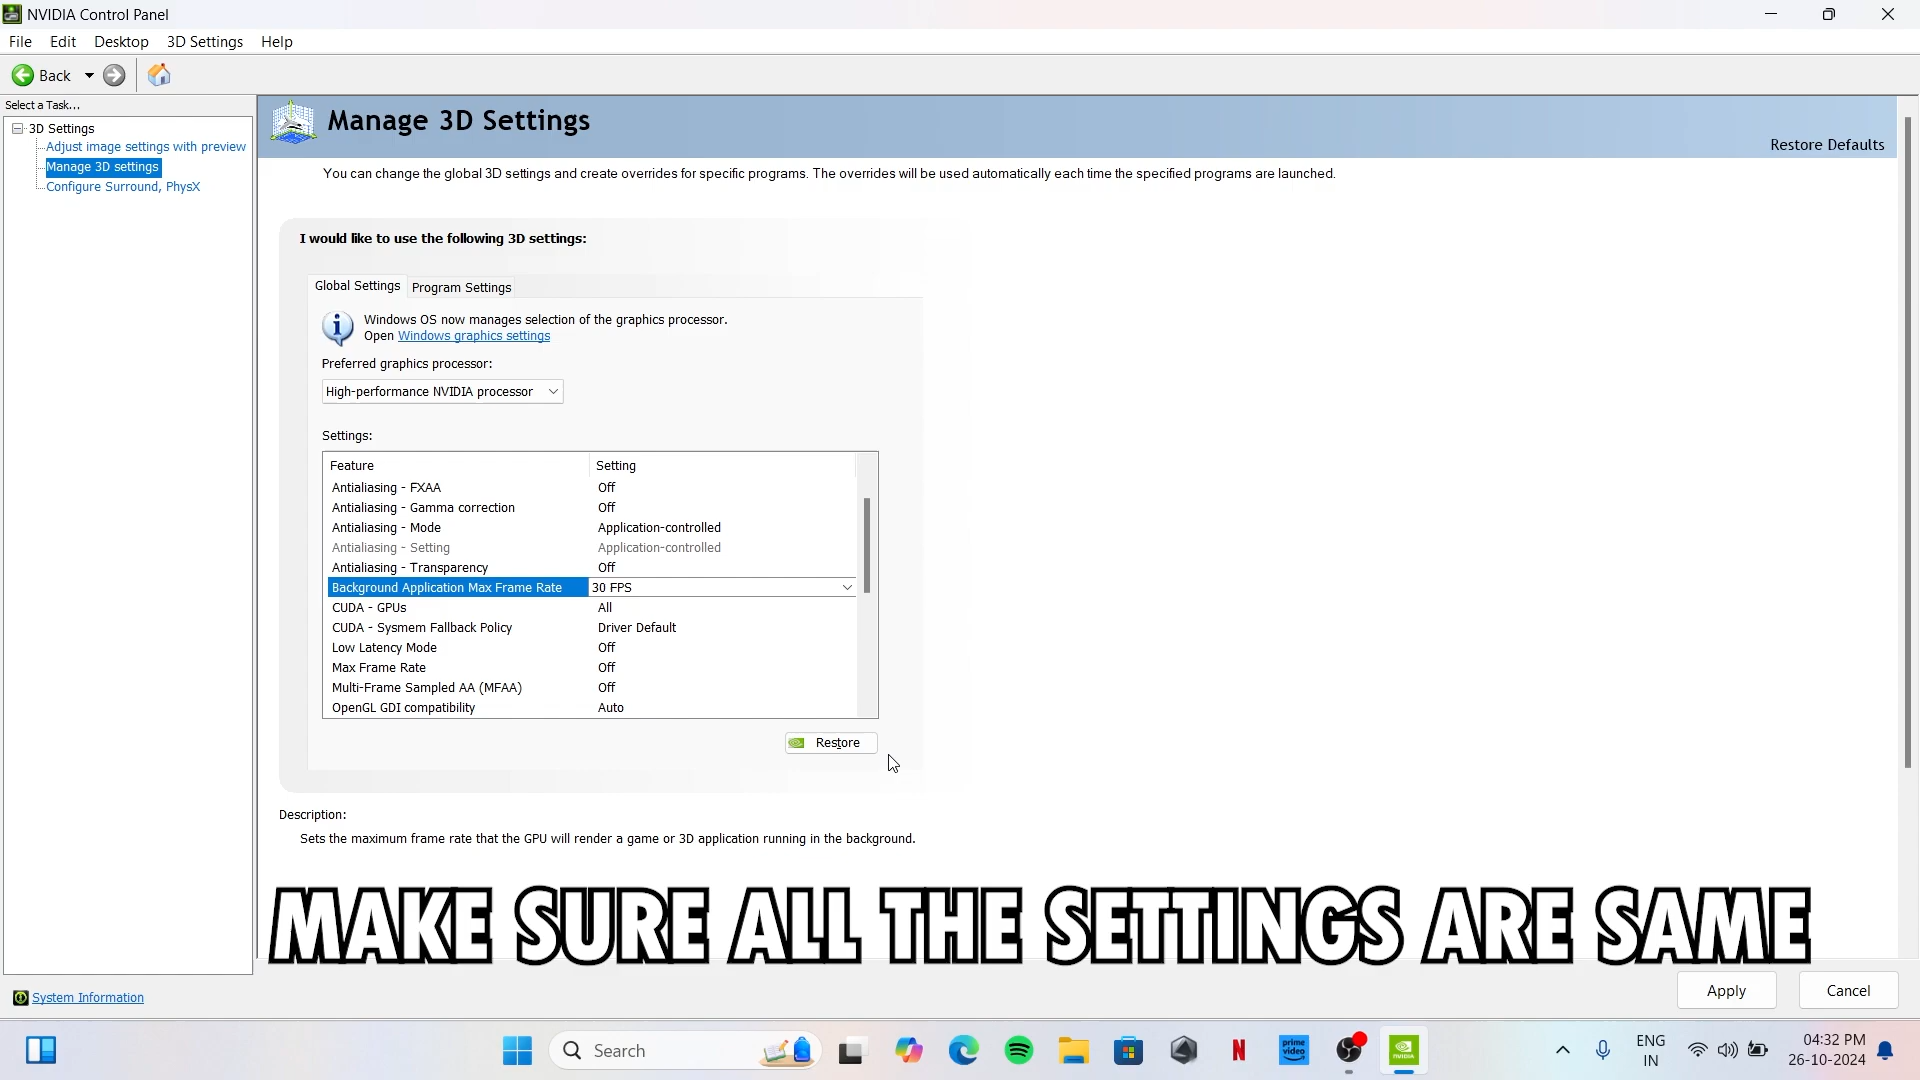 NVIDIA Control Panel
File Edit Desktop 3D Settings Help
Back
Select a Task...
3D Settings
Adjust image settings with preview
Manage 3D settings
Configure Surround, PhysX
Manage 3D Settings
Restore Defaults
You can change the global 3D settings and create overrides for specific programs. The overrides will be used automatically each time the specified programs are launched.
I would like to use the following 3D settings:
Global Settings Program Settings
Windows OS now manages selection of the graphics processor.
Open Windows graphics settings
Preferred graphics processor:
High-performance NVIDIA processor
Settings:
Feature Setting
Antialiasing - FXAA Off
Antialiasing - Gamma correction Off
Antialiasing - Mode Application-controlled
Antialiasing - Setting Application-controlled
Antialiasing - Transparency Off
Background Application Max Frame Rate 30 FPS
CUDA - GPUs All
CUDA - Sysmem Fallback Policy Driver Default
Low Latency Mode Off
Max Frame Rate Off
Multi-Frame Sampled AA (MFAA) Off
OpenGL GDI compatibility Auto
Restore
Description:
Sets the maximum frame rate that the GPU will render a game or 3D application running in the background.
MAKE SURE ALL THE SETTINGS ARE SAME
System Information
Apply Cancel
Search
N
prime video
NVIDIA
ENG
IN
04:32 PM
26-10-2024